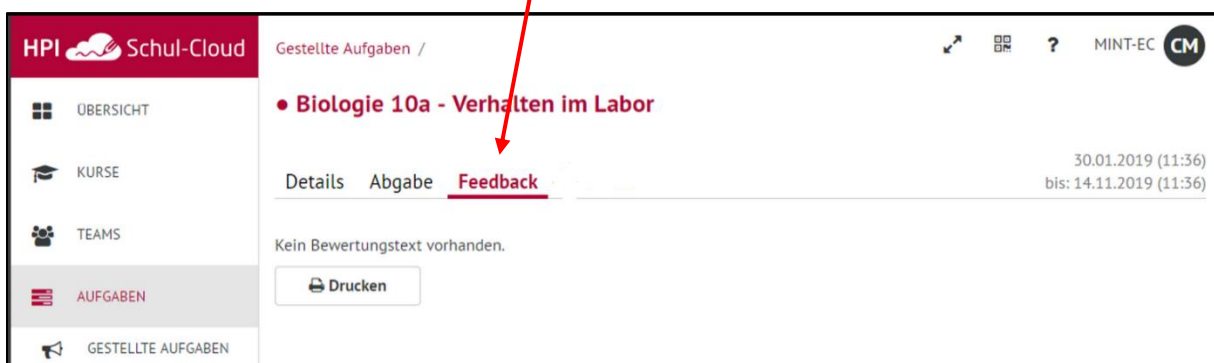 HPI Schul-Cloud
Gestellte Aufgaben /
? MINT-EC CM
ÜBERSICHT
KURSE
TEAMS
AUFGABEN
GESTELLTE AUFGABEN
• Biologie 10a - Verhalten im Labor
30.01.2019 (11:36)
bis: 14.11.2019 (11:36)
Details Abgabe Feedback
Kein Bewertungstext vorhanden.
Drucken